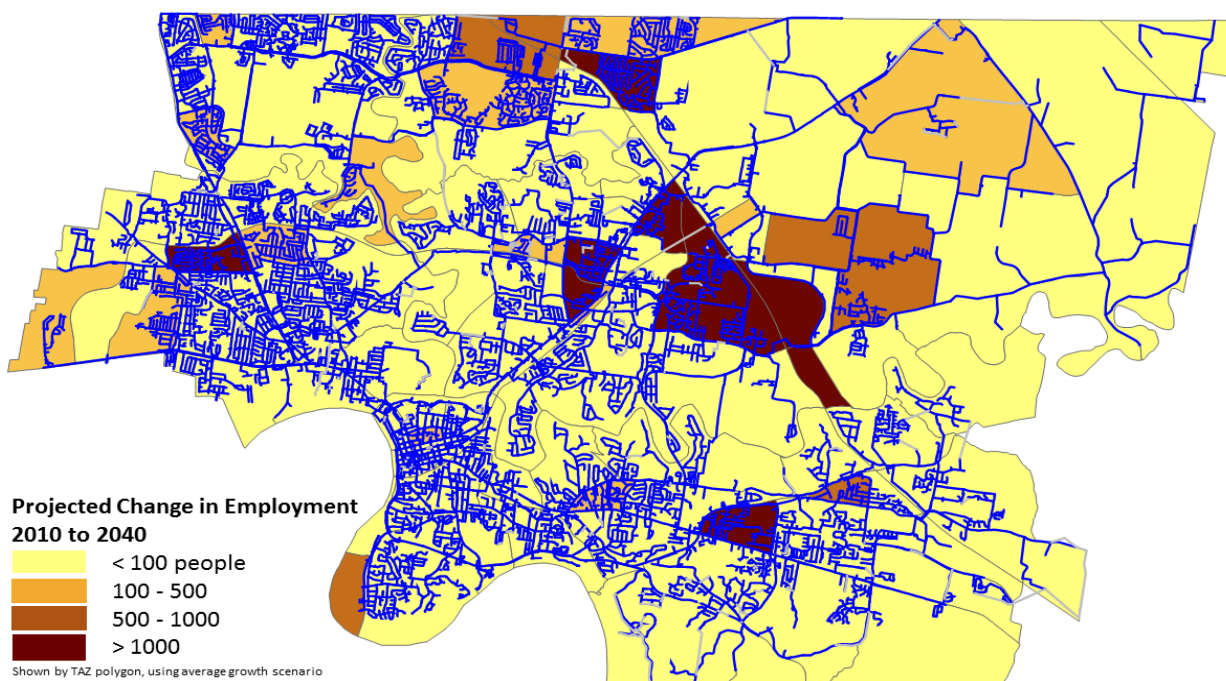 Projected Change in Employment
2010 to 2040
< 100 people
100 - 500
500 - 1000
> 1000
Shown by TAZ polygon, using average growth scenario